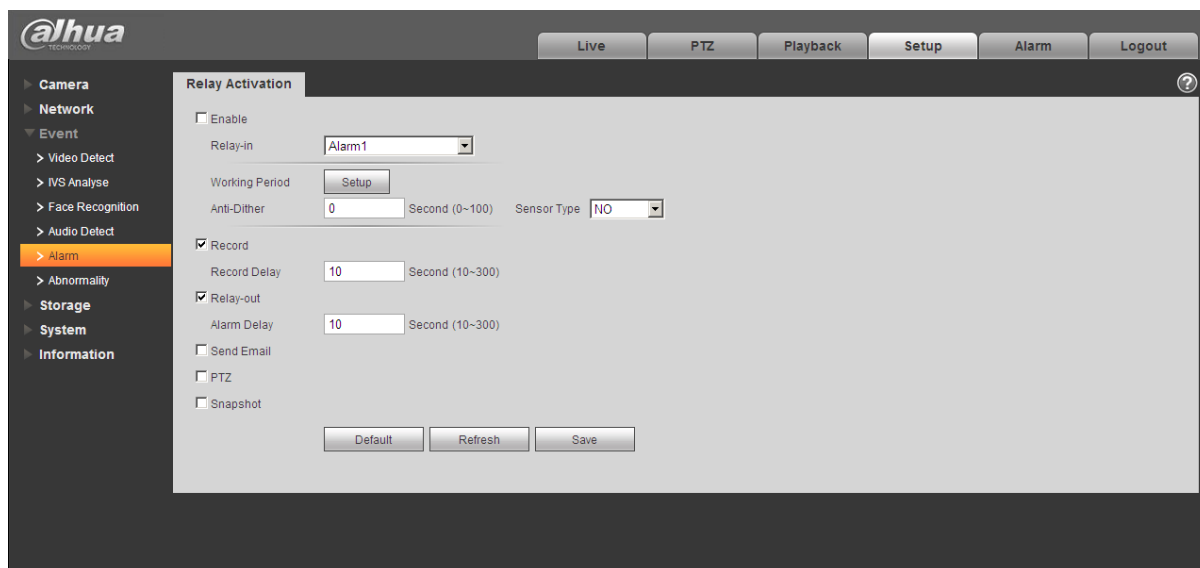 alhua
TECHNOLOGY
Live PTZ Playback Setup Alarm Logout
Camera
Network
Event
> Video Detect
> IVS Analyse
> Face Recognition
> Audio Detect
> Alarm
> Abnormality
Storage
System
Information
Relay Activation
?
Enable
Relay-in Alarm1
Working Period Setup
Anti-Dither 0 Second (0~100) Sensor Type NO
Record
Record Delay 10 Second (10~300)
Relay-out
Alarm Delay 10 Second (10~300)
Send Email
PTZ
Snapshot
Default Refresh Save